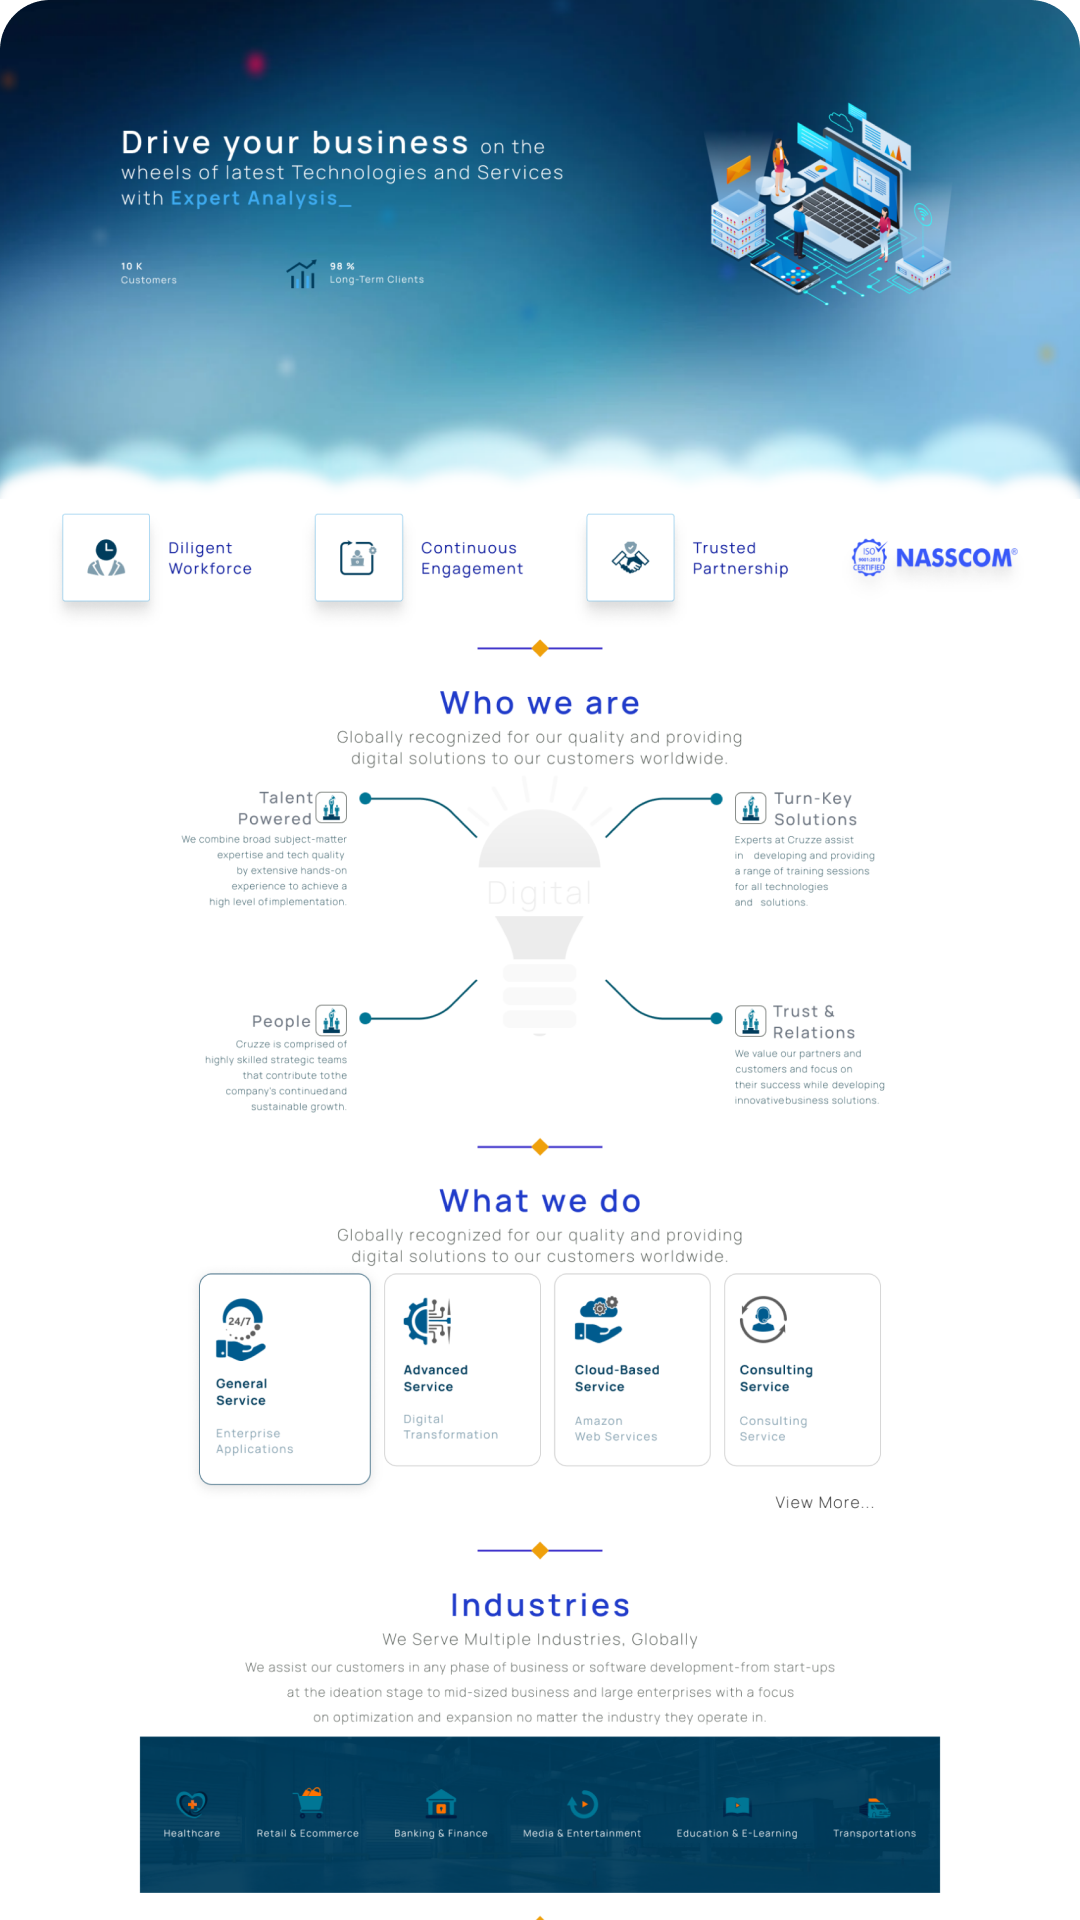 Drive your business on the
wheels of latest Technologies and Services
with Expert Analysis_
10 K
Customers
98 %
Long-Term Clients
Diligent
Workforce
Continuous
Engagement
Trusted
Partnership
ISO
9001:2015
CERTIFIED
NASSCOM®
Who we are
Globally recognized for our quality and providing
digital solutions to our customers worldwide.
Talent
Powered
We combine broad subject-matter
expertise and tech quality
by extensive hands-on
experience to achieve a
high level of implementation.
Turn-Key
Solutions
Experts at Cruzze assist
in developing and providing
a range of training sessions
for all technologies
and solutions.
Digital
People
Cruzze is comprised of
highly skilled strategic teams
that contribute to the
company's continued and
sustainable growth.
Trust &
Relations
We value our partners and
customers and focus on
their success while developing
innovative business solutions.
What we do
Globally recognized for our quality and providing
digital solutions to our customers worldwide.
24/7
General
Service
Enterprise
Applications
Advanced
Service
Digital
Transformation
Cloud-Based
Service
Amazon
Web Services
Consulting
Service
Consulting
Service
View More...
Industries
We Serve Multiple Industries, Globally
We assist our customers in any phase of business or software development-from start-ups
at the ideation stage to mid-sized business and large enterprises with a focus
on optimization and expansion no matter the industry they operate in.
Healthcare
Retail & Ecommerce
Banking & Finance
Media & Entertainment
Education & E-Learning
Transportations